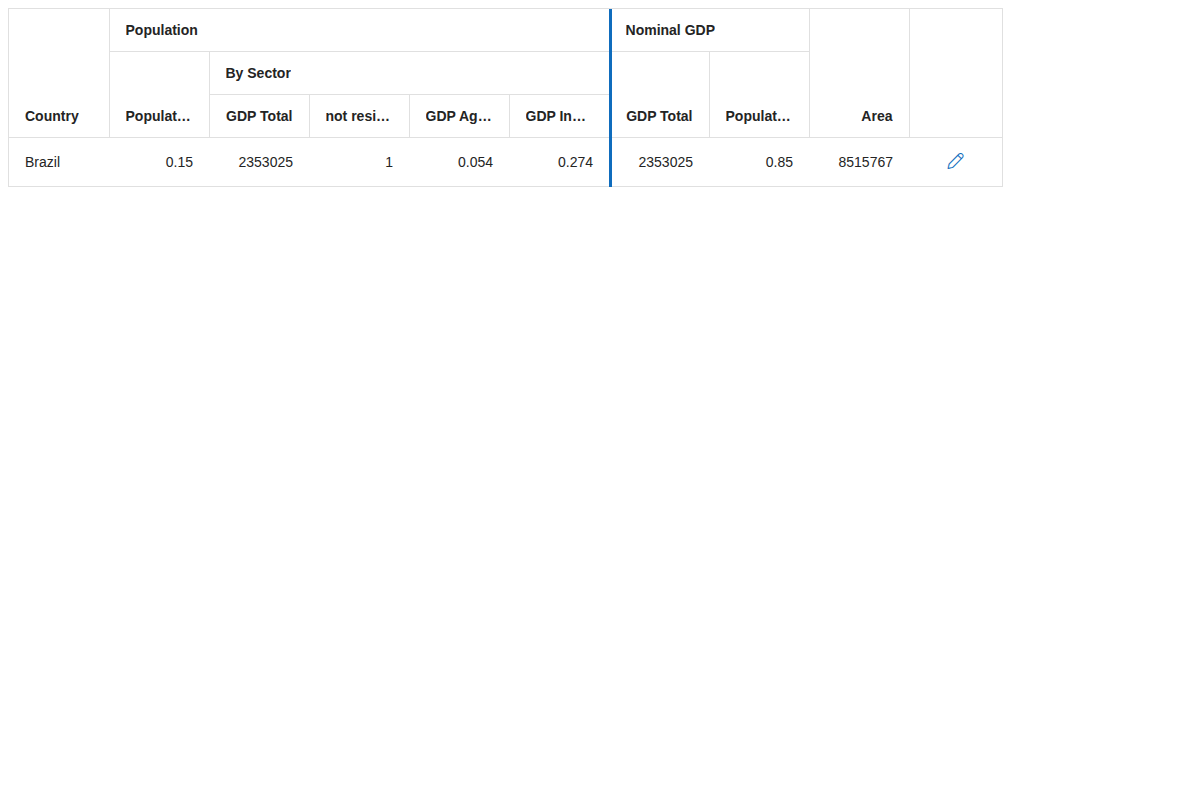 Population
Nominal GDP
By Sector
Country
Populat…
GDP Total
not resi…
GDP Ag…
GDP In…
GDP Total
Populat…
Area
Brazil
0.15
2353025
1
0.054
0.274
2353025
0.85
8515767